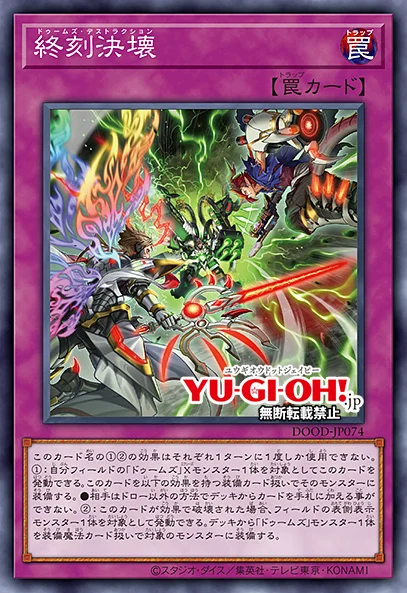 ドゥームズ・デストラクション
終刻決壊
トラップ
罠
トラップ
【罠カード】
ユウギオウドットジェイピー
YU-GI-OH!.jp
無断転載禁止
DOOD-JP074
このカード名の①②の効果はそれぞれ1ターンに1度しか使用できない。
①:自分フィールドの「ドゥームズ」Xモンスター1体を対象としてこのカードを
発動できる。このカードを以下の効果を持つ装備カード扱いでそのモンスターに
装備する。●相手はドロー以外の方法でデッキからカードを手札に加える事が
できない。②:このカードが効果で破壊された場合、フィールドの表側表示
モンスター1体を対象として発動できる。デッキから「ドゥームズ」モンスター1体
を装備魔法カード扱いで対象のモンスターに装備する。
©スタジオ・ダイス／集英社・テレビ東京・KONAMI